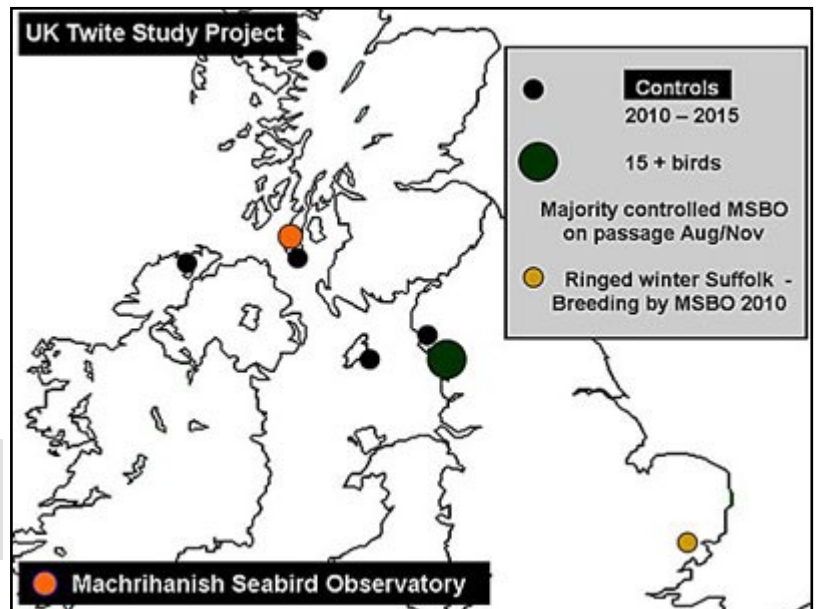 UK Twite Study Project
Controls
2010 – 2015
15 + birds
Majority controlled MSBO
on passage Aug/Nov
Ringed winter Suffolk -
Breeding by MSBO 2010
Machrihanish Seabird Observatory